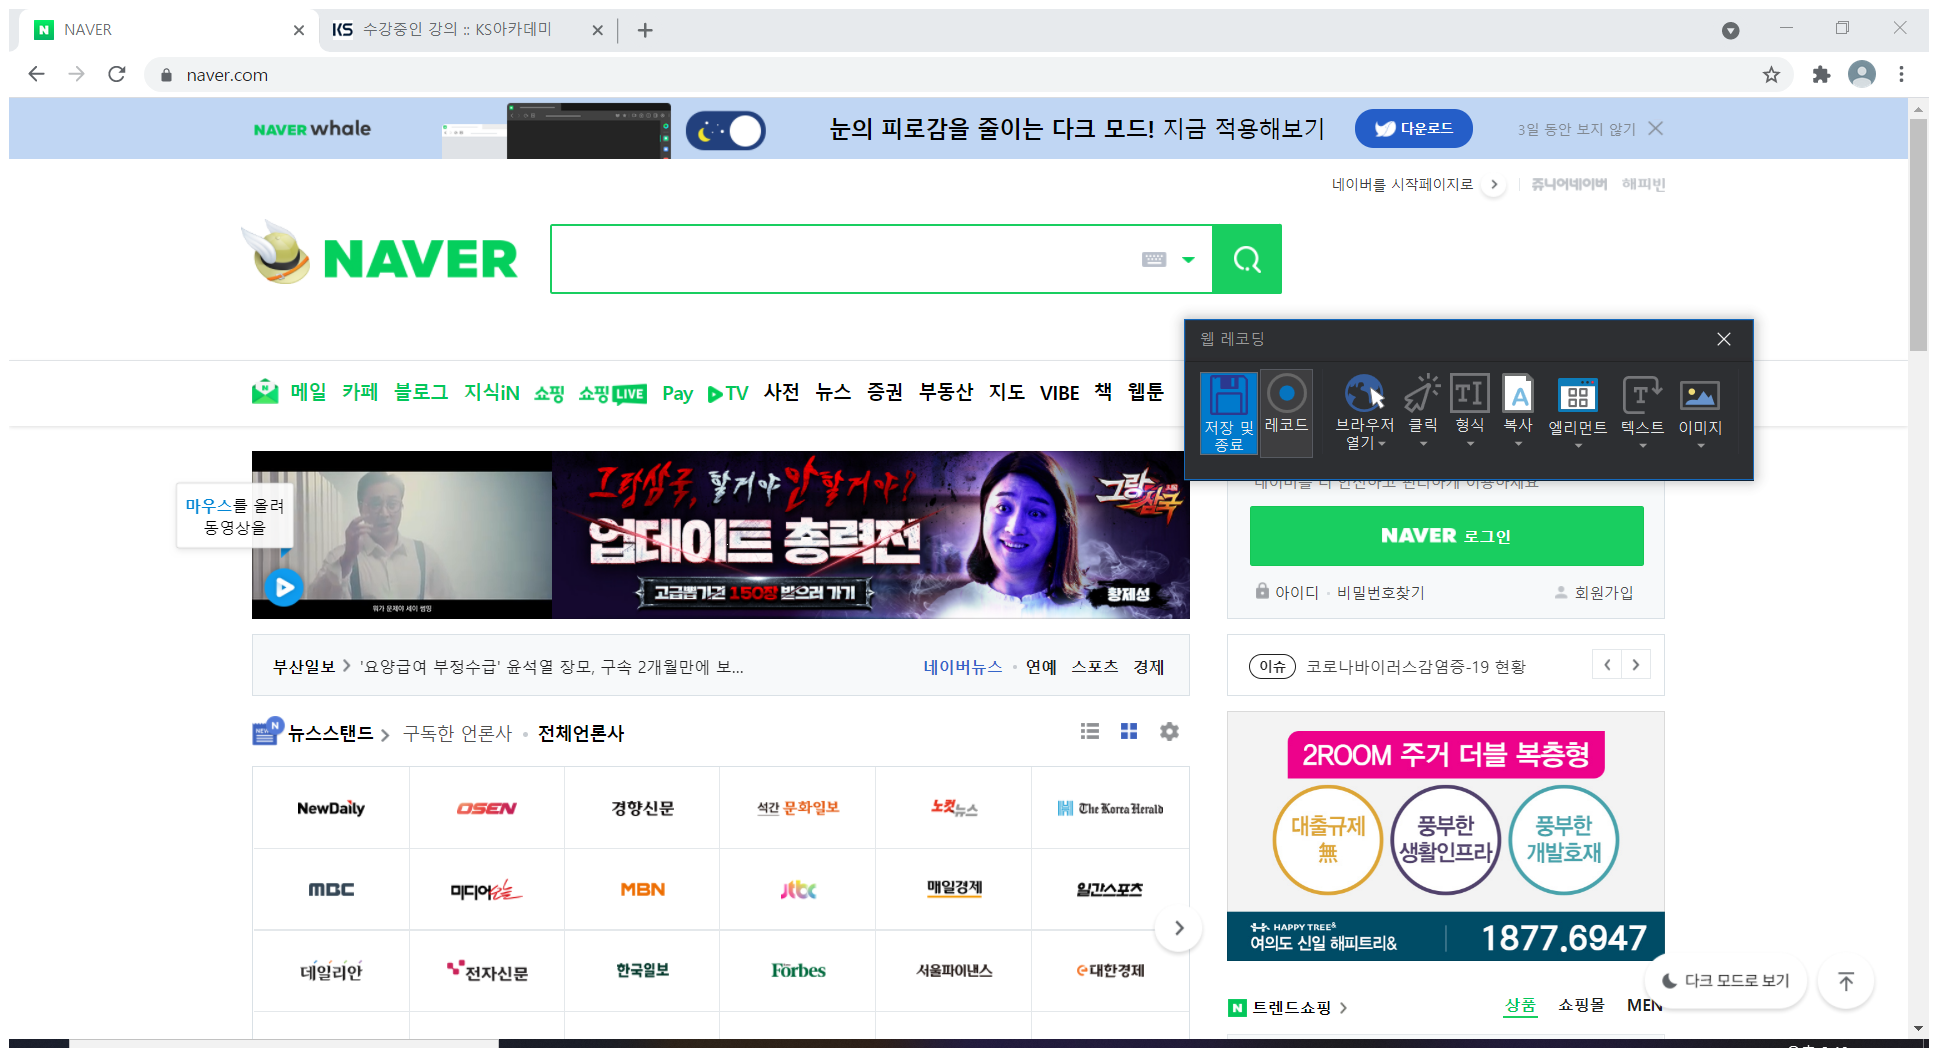 NAVER
KS 수강중인 강의 :: KS아카데미
naver.com
NAVER whale
눈의 피로감을 줄이는 다크 모드! 지금 적용해보기
다운로드
3일 동안 보지 않기
네이버를 시작페이지로
쥬니어네이버 해피빈
NAVER
웹 레코딩
저장 및
종료
레코드
브라우저
열기
클릭
형식
복사
엘리먼트
텍스트
이미지
메일 카페 블로그 지식iN 쇼핑 쇼핑LIVE Pay TV 사전 뉴스 증권 부동산 지도 VIBE 책 웹툰
마우스를 올려
동영상을
뭐가 문제야 세이 썸띵
그랑삼국, 할거야 안할거야?
업데이트 총력전
고급뽑기권 150장 받으러 가기
그랑삼국
황제성
네이버를 더 안전하고 편리하게 이용하세요
NAVER 로그인
아이디 · 비밀번호찾기
회원가입
부산일보 > '요양급여 부정수급' 윤석열 장모, 구속 2개월만에 보...
네이버뉴스 · 연예 스포츠 경제
이슈 코로나바이러스감염증-19 현황
NEW N 뉴스스탠드 > 구독한 언론사 · 전체언론사
NewDaily
OSEN
경향신문
석간 문화일보
노컷뉴스
The Korea Herald
MBC
미디어오늘
MBN
jtbc
매일경제
일간스포츠
데일리안
전자신문
한국일보
Forbes
서울파이낸스
대한경제
2ROOM 주거 더블 복층형
대출규제
無
풍부한
생활인프라
풍부한
개발호재
HAPPY TREE&
여의도 신일 해피트리&
1877.6947
다크 모드로 보기
N 트렌드쇼핑 >
상품 쇼핑몰 MEN